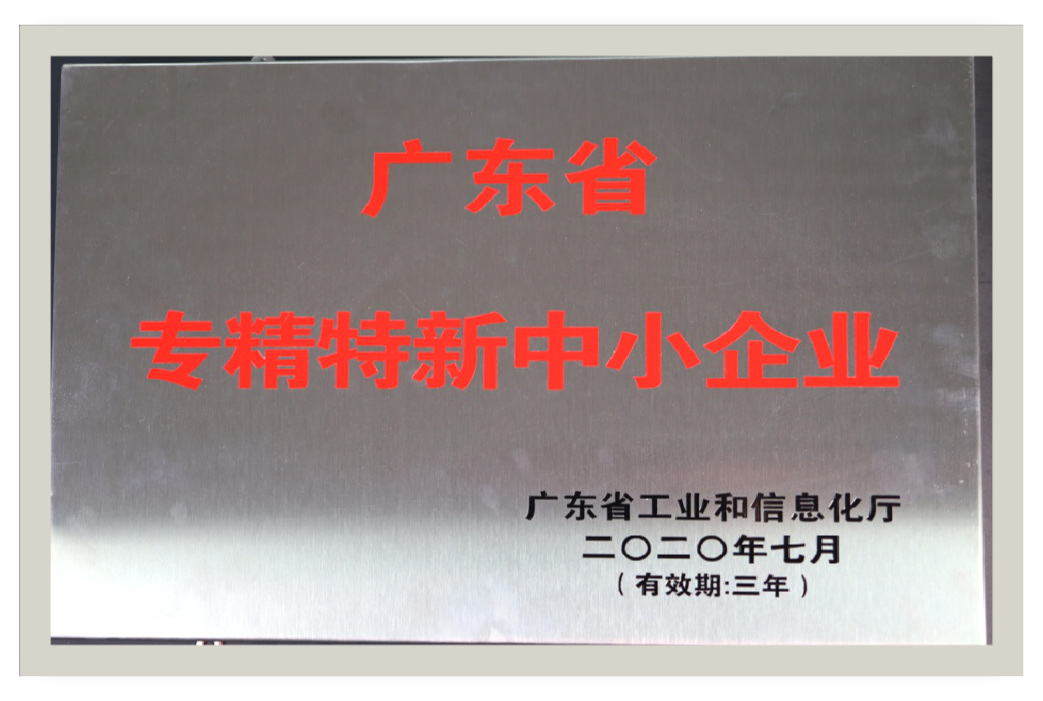 广东省
专精特新中小企业
广东省工业和信息化厅
二〇二〇年七月
（有效期:三年）